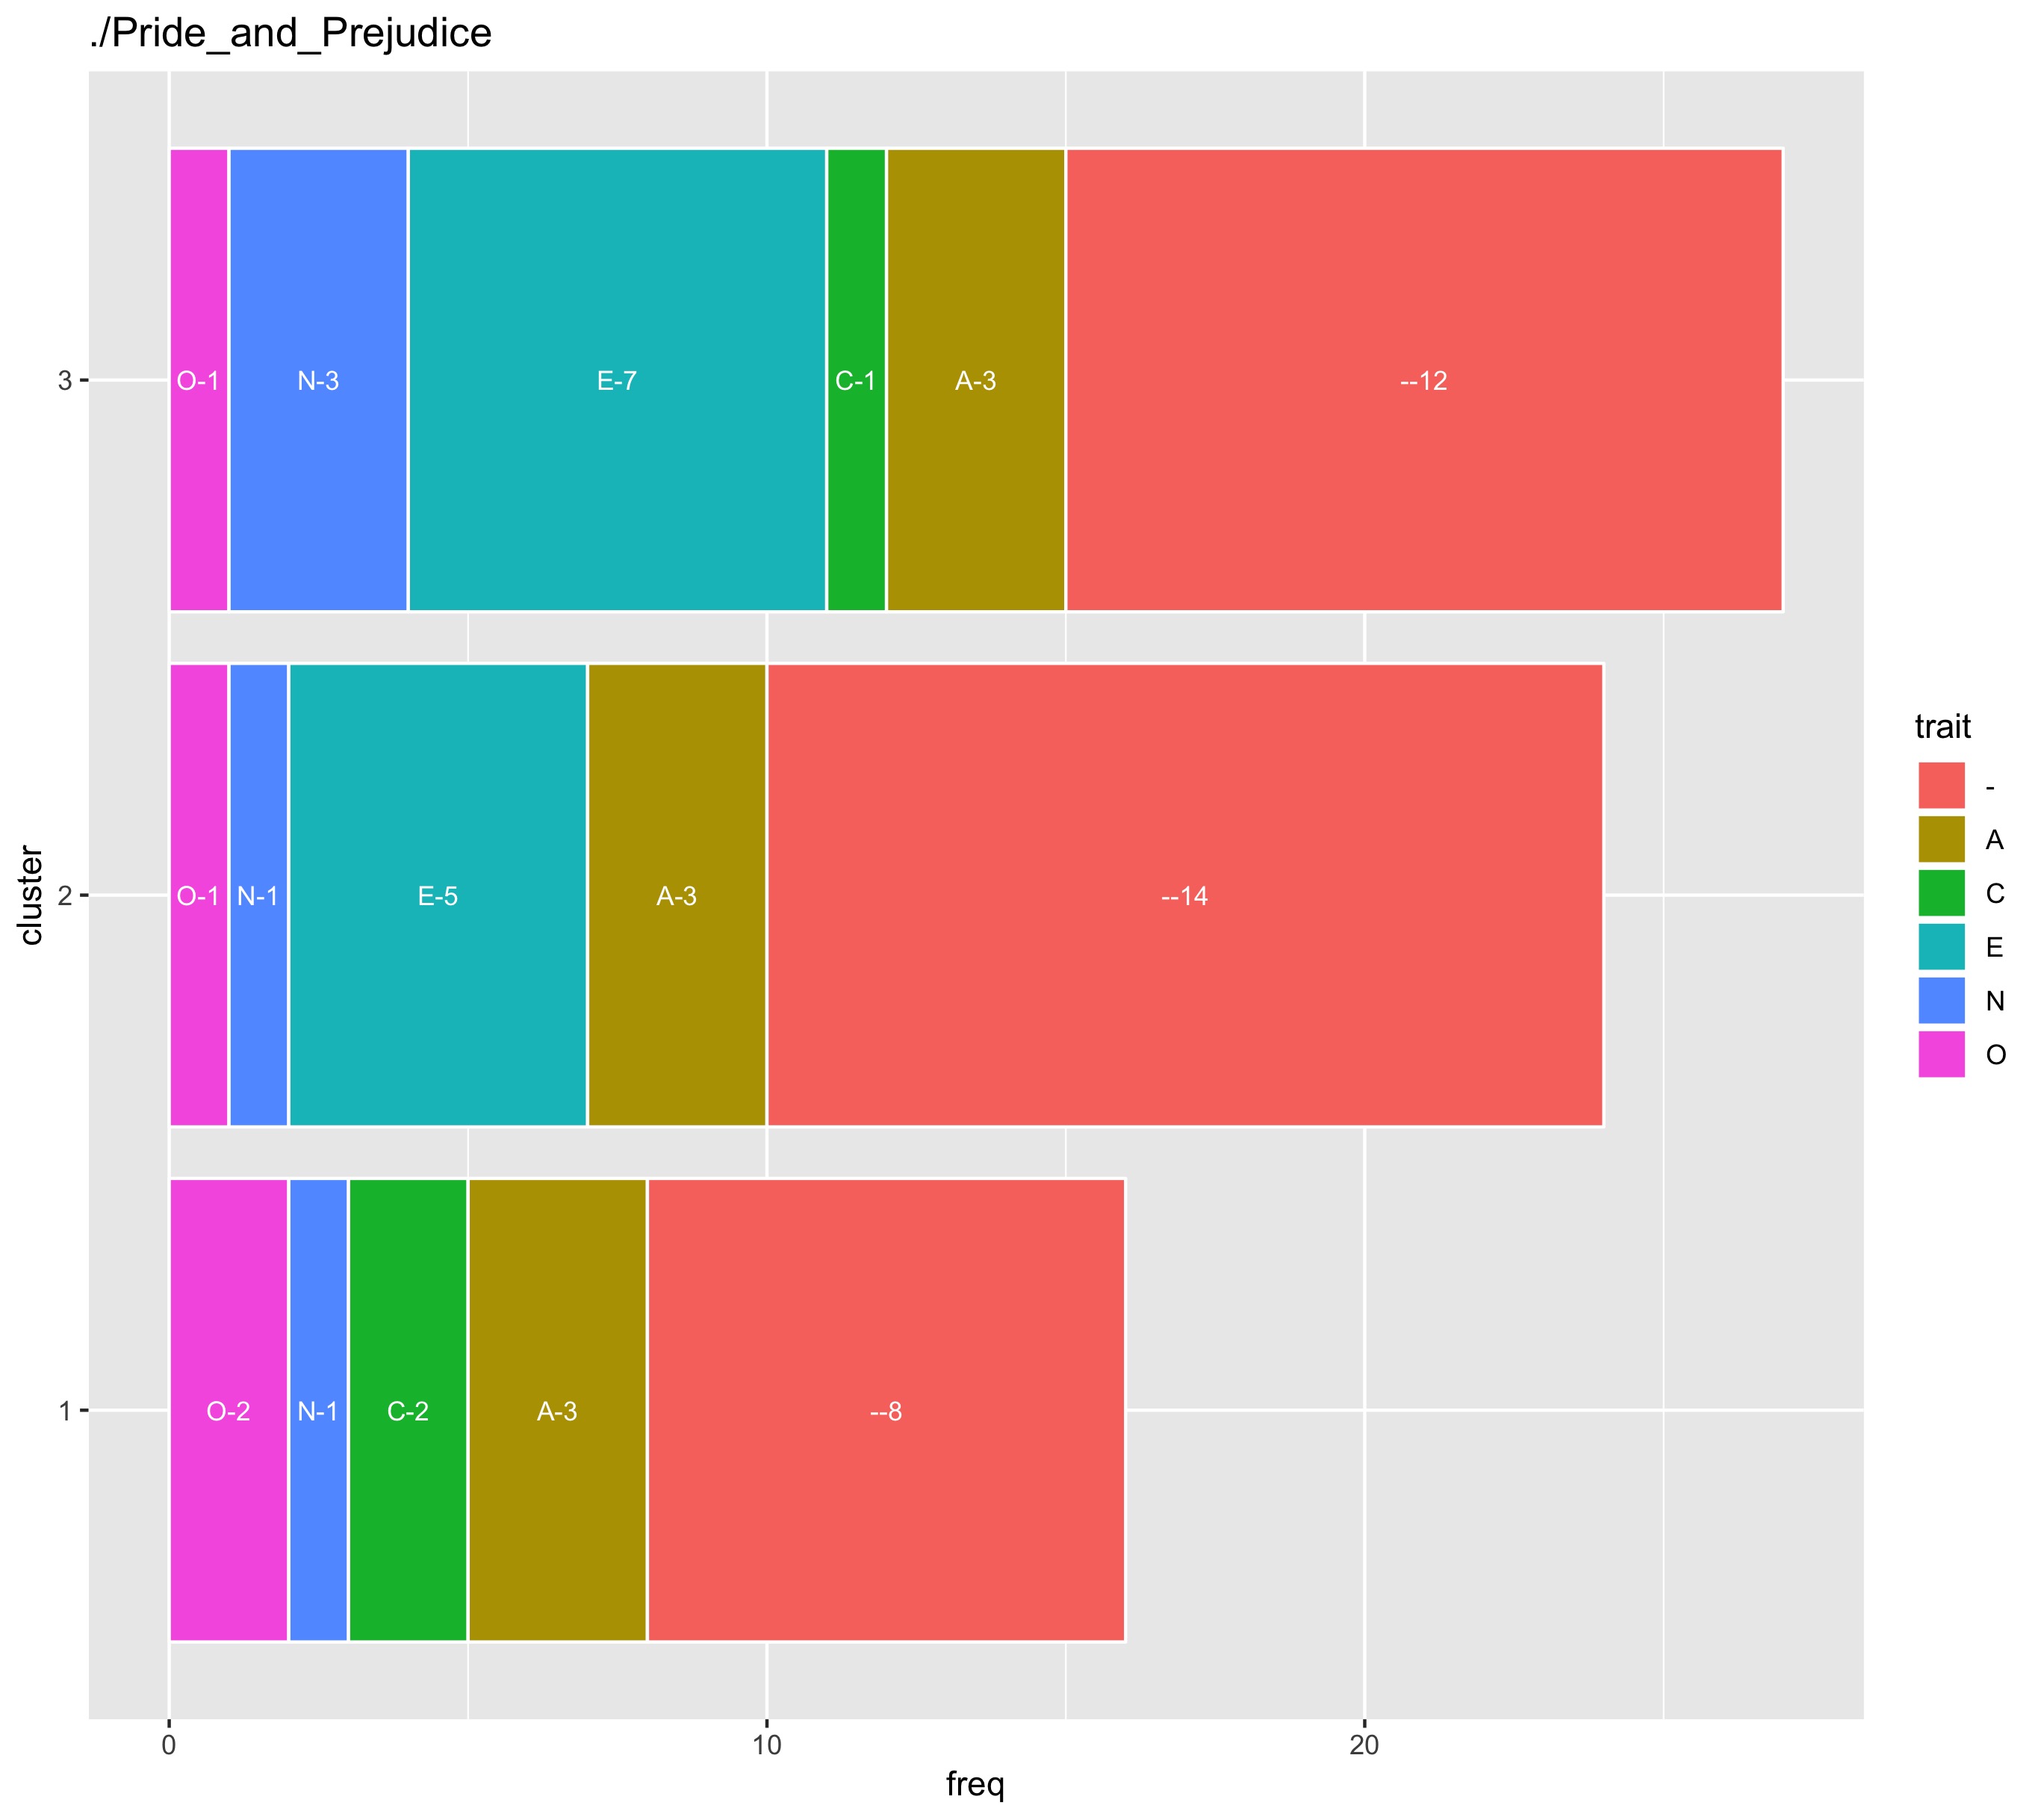 ./Pride_and_Prejudice
3
O-1 N-3 E-7 C-1 A-3 --12
2
O-1 N-1 E-5 A-3 --14
1
O-2 N-1 C-2 A-3 --8
cluster
0 10 20
freq
trait
-
A
C
E
N
O